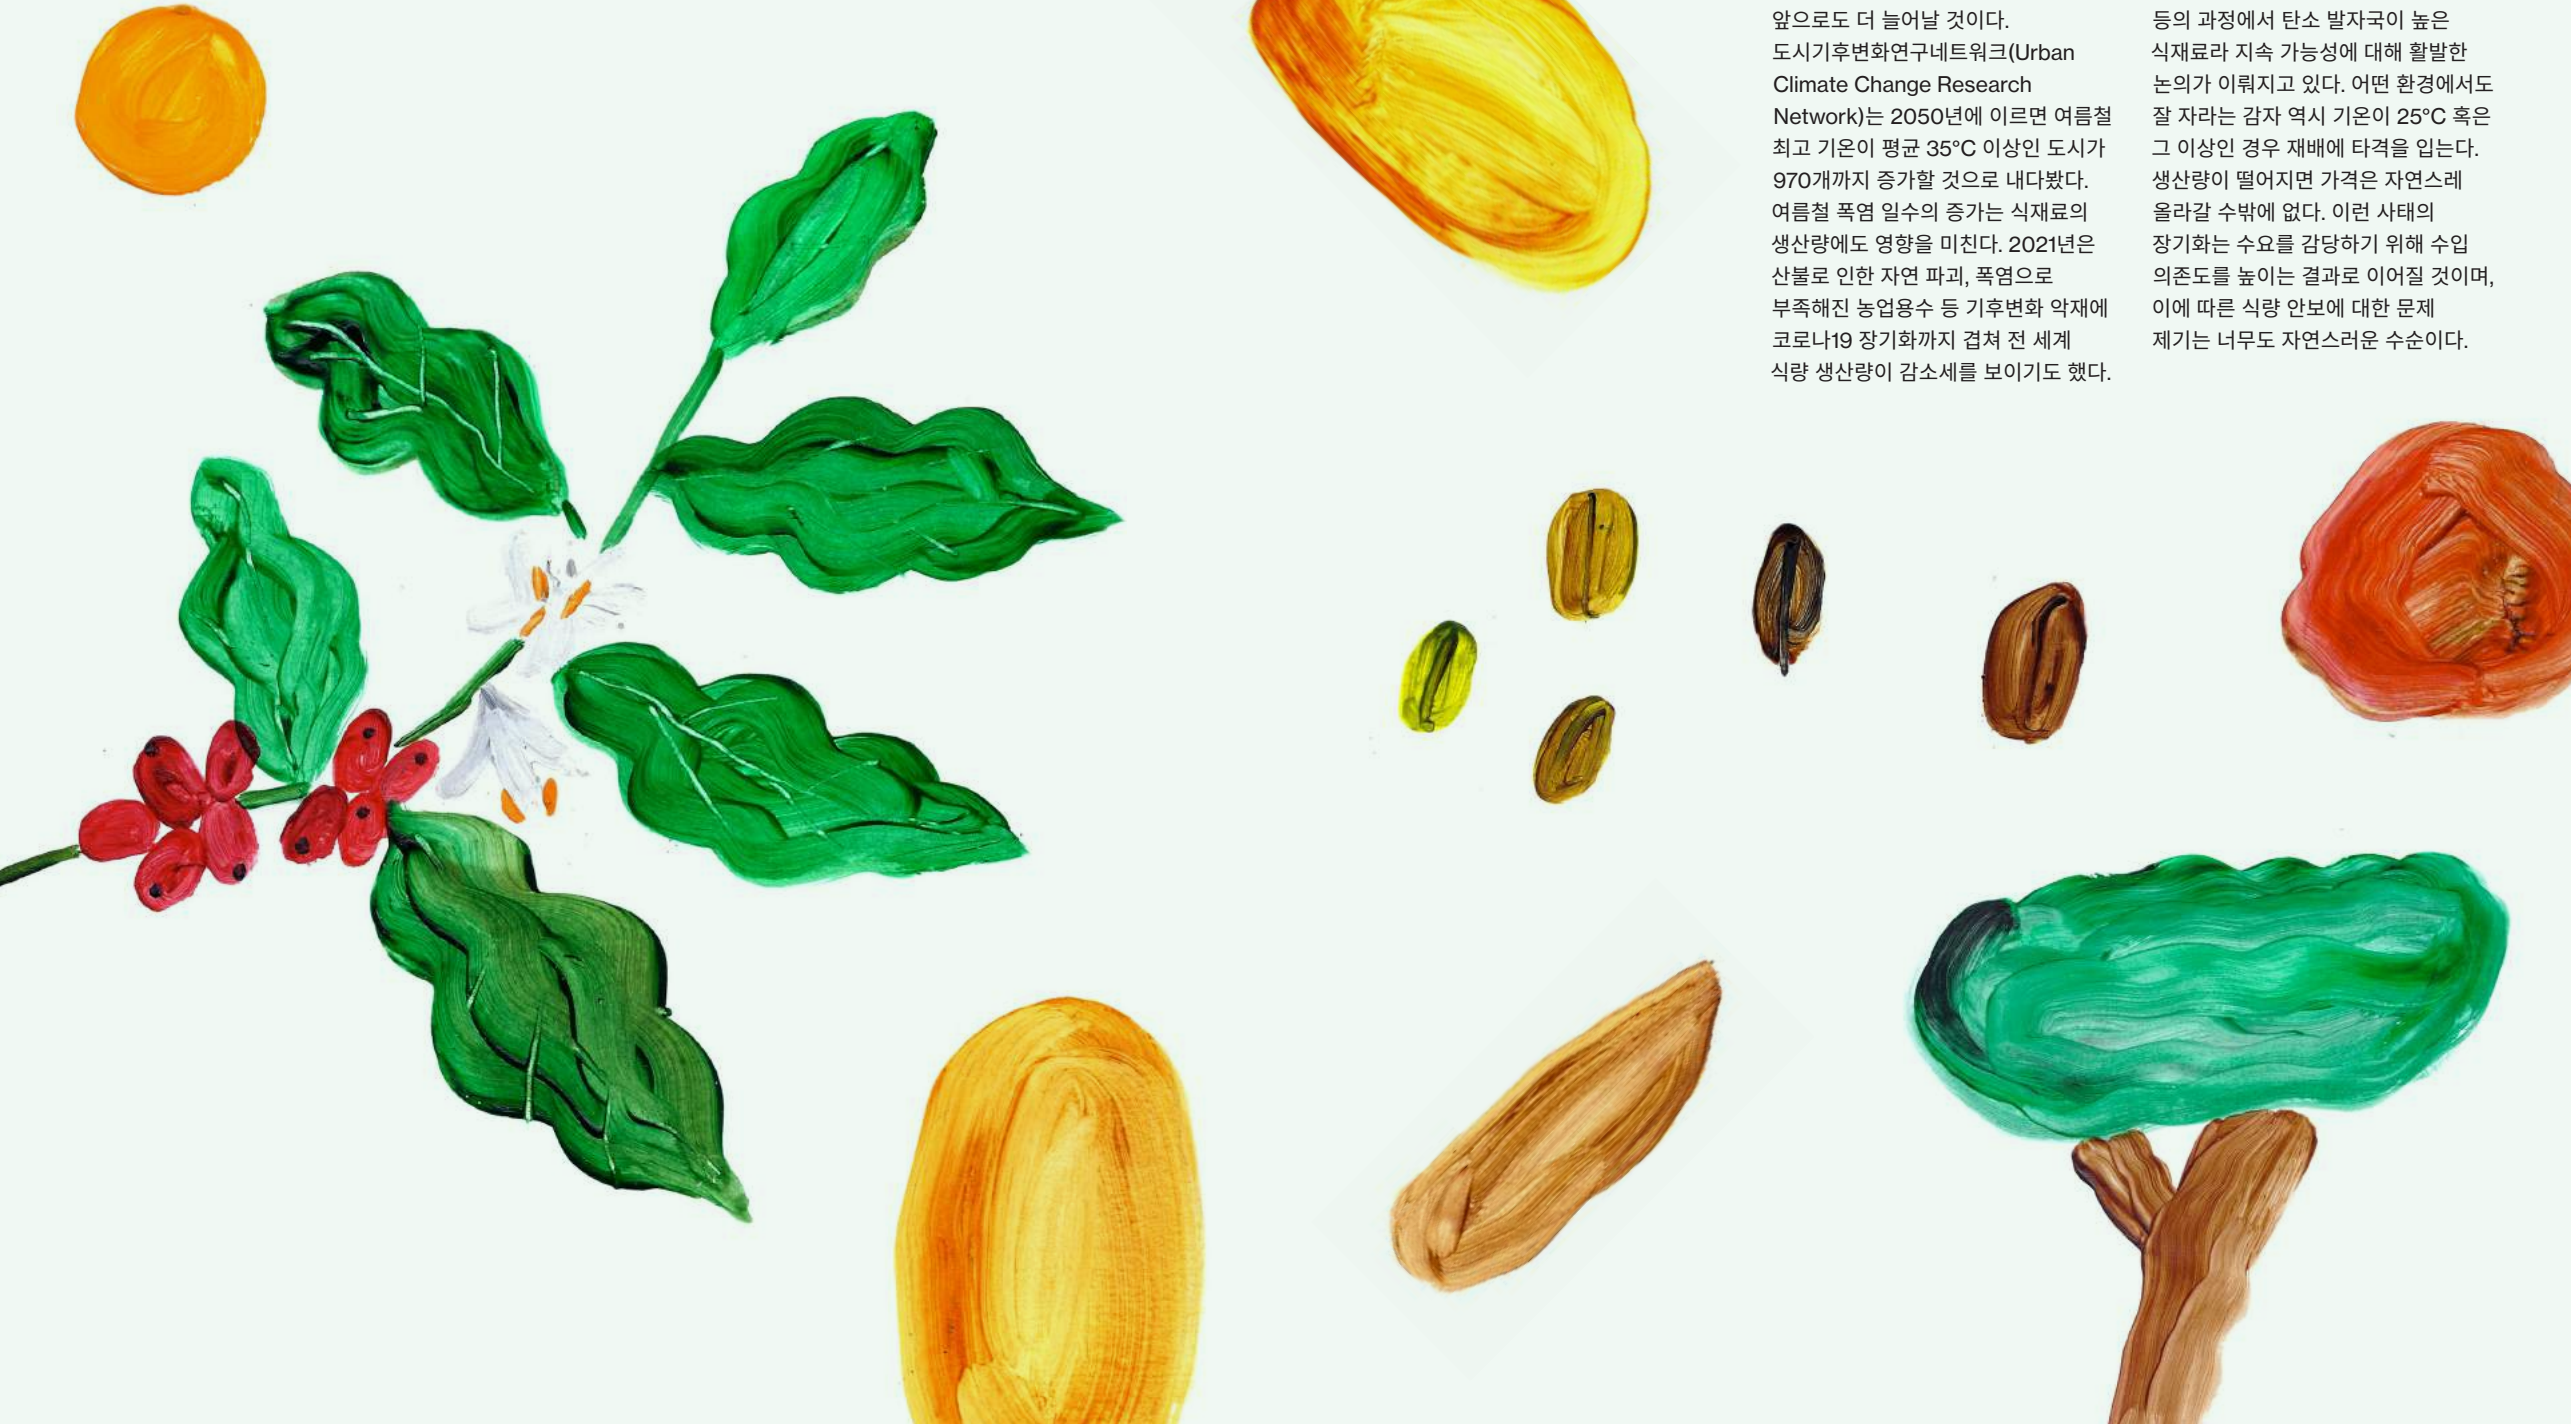 앞으로도 더 늘어날 것이다.
도시기후변화연구네트워크(Urban
Climate Change Research
Network)는 2050년에 이르면 여름철
최고 기온이 평균 35°C 이상인 도시가
970개까지 증가할 것으로 내다봤다.
여름철 폭염 일수의 증가는 식재료의
생산량에도 영향을 미친다. 2021년은
산불로 인한 자연 파괴, 폭염으로
부족해진 농업용수 등 기후변화 악재에
코로나19 장기화까지 겹쳐 전 세계
식량 생산량이 감소세를 보이기도 했다.
등의 과정에서 탄소 발자국이 높은
식재료라 지속 가능성에 대해 활발한
논의가 이뤄지고 있다. 어떤 환경에서도
잘 자라는 감자 역시 기온이 25°C 혹은
그 이상인 경우 재배에 타격을 입는다.
생산량이 떨어지면 가격은 자연스레
올라갈 수밖에 없다. 이런 사태의
장기화는 수요를 감당하기 위해 수입
의존도를 높이는 결과로 이어질 것이며,
이에 따른 식량 안보에 대한 문제
제기는 너무도 자연스러운 수순이다.